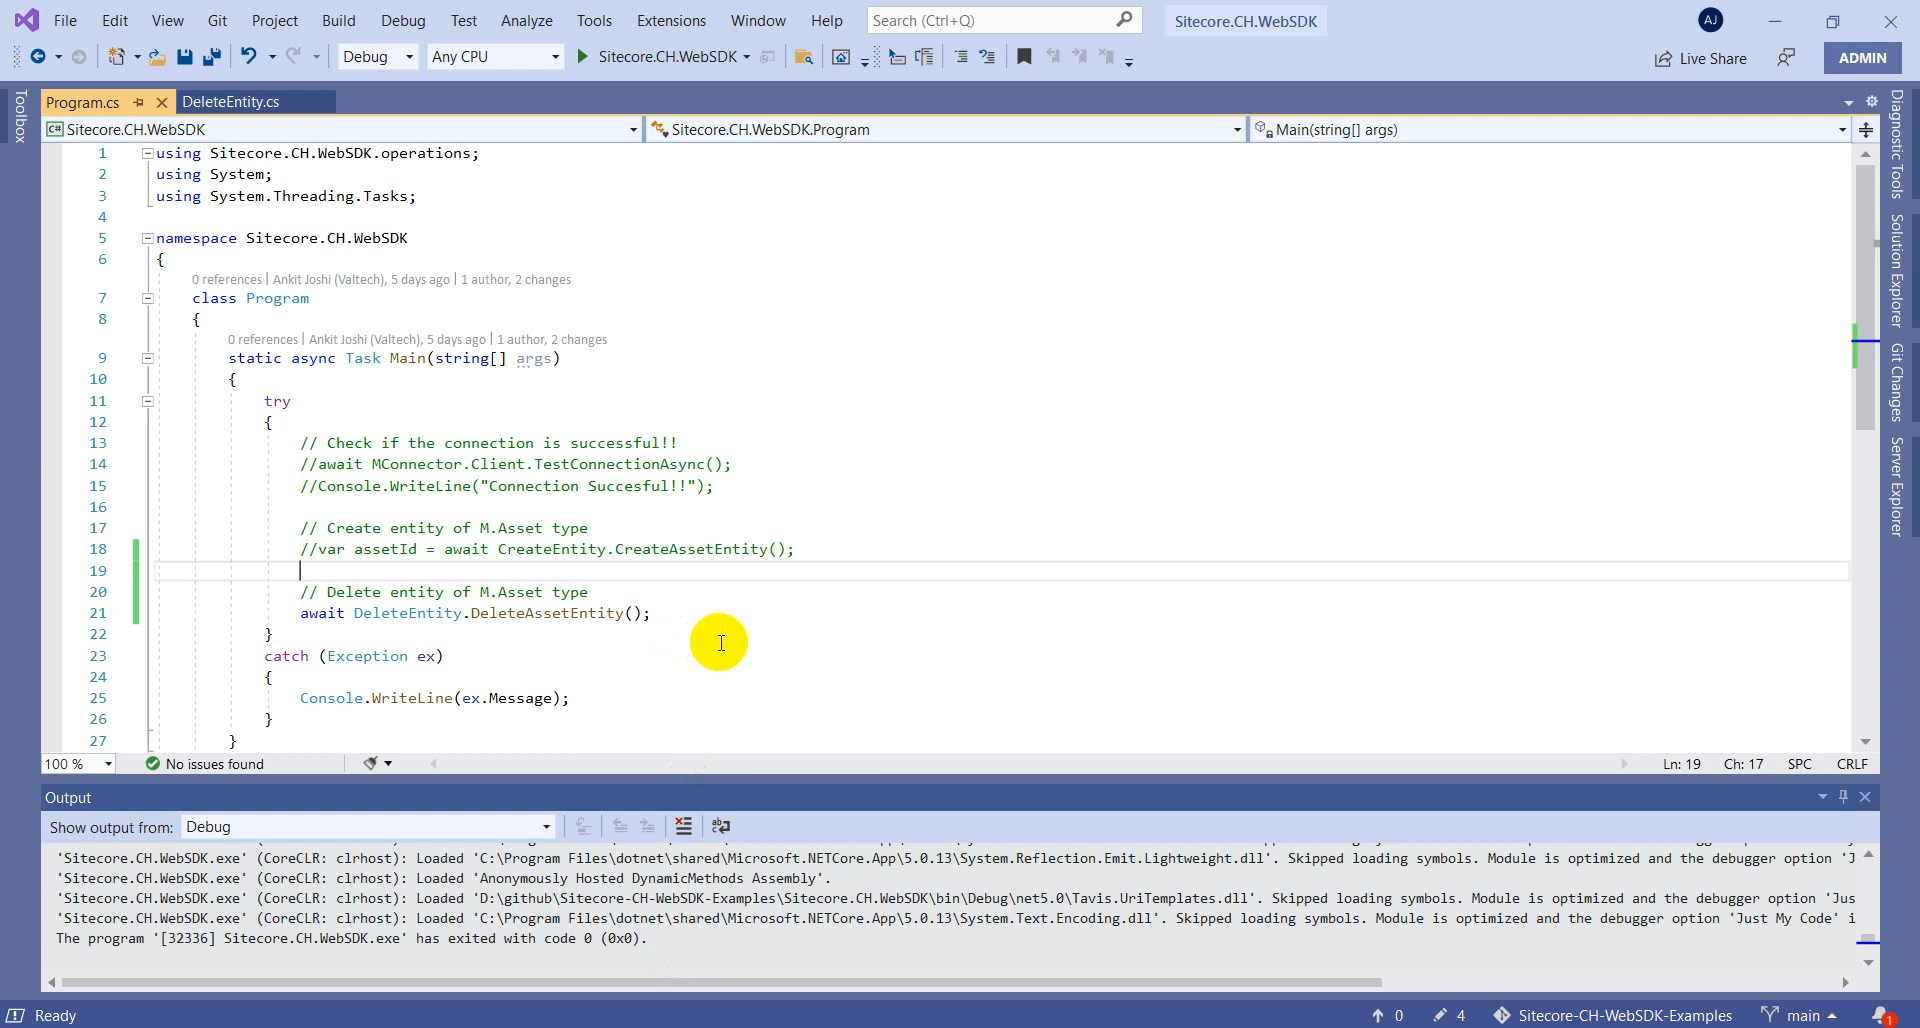 File Edit View Git Project Build Debug Test Analyze Tools Extensions Window Help Search (Ctrl+Q) Sitecore.CH.WebSDK AJ
Debug Any CPU Sitecore.CH.WebSDK Live Share ADMIN
Toolbox
Program.cs DeleteEntity.cs
C# Sitecore.CH.WebSDK Sitecore.CH.WebSDK.Program Main(string[] args)
1 using Sitecore.CH.WebSDK.operations;
2 using System;
3 using System.Threading.Tasks;
4
5 namespace Sitecore.CH.WebSDK
6 {
0 references | Ankit Joshi (Valtech), 5 days ago | 1 author, 2 changes
7 class Program
8 {
0 references | Ankit Joshi (Valtech), 5 days ago | 1 author, 2 changes
9 static async Task Main(string[] args)
10 {
11 try
12 {
13 // Check if the connection is successful!!
14 //await MConnector.Client.TestConnectionAsync();
15 //Console.WriteLine("Connection Succesful!!");
16
17 // Create entity of M.Asset type
18 //var assetId = await CreateEntity.CreateAssetEntity();
19
20 // Delete entity of M.Asset type
21 await DeleteEntity.DeleteAssetEntity();
22 }
23 catch (Exception ex)
24 {
25 Console.WriteLine(ex.Message);
26 }
27 }
Diagnostic Tools
Solution Explorer
Git Changes
Server Explorer
100 % No issues found Ln: 19 Ch: 17 SPC CRLF
Output
Show output from: Debug
'Sitecore.CH.WebSDK.exe' (CoreCLR: clrhost): Loaded 'C:\Program Files\dotnet\shared\Microsoft.NETCore.App\5.0.13\System.Reflection.Emit.Lightweight.dll'. Skipped loading symbols. Module is optimized and the debugger option 'J
'Sitecore.CH.WebSDK.exe' (CoreCLR: clrhost): Loaded 'Anonymously Hosted DynamicMethods Assembly'.
'Sitecore.CH.WebSDK.exe' (CoreCLR: clrhost): Loaded 'D:\github\Sitecore-CH-WebSDK-Examples\Sitecore.CH.WebSDK\bin\Debug\net5.0\Tavis.UriTemplates.dll'. Skipped loading symbols. Module is optimized and the debugger option 'Jus
'Sitecore.CH.WebSDK.exe' (CoreCLR: clrhost): Loaded 'C:\Program Files\dotnet\shared\Microsoft.NETCore.App\5.0.13\System.Text.Encoding.dll'. Skipped loading symbols. Module is optimized and the debugger option 'Just My Code' i
The program '[32336] Sitecore.CH.WebSDK.exe' has exited with code 0 (0x0).
Ready 0 4 Sitecore-CH-WebSDK-Examples main 1